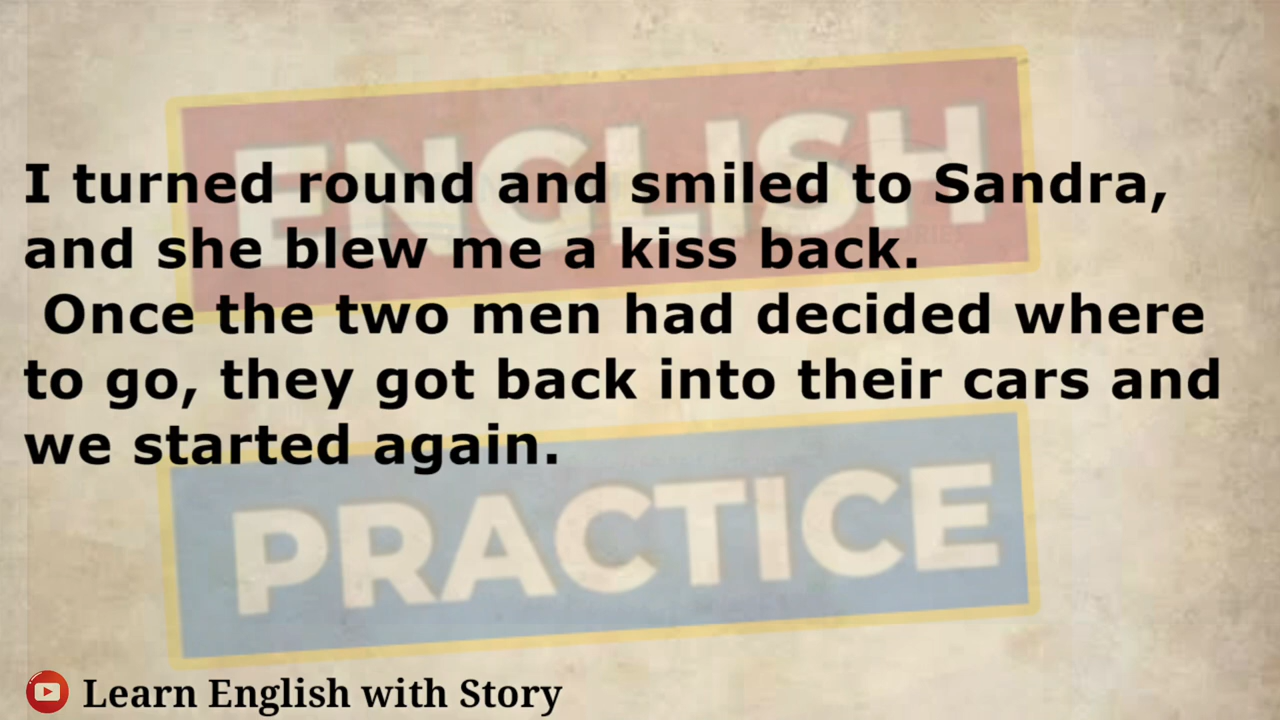 ENGLISH
I turned round and smiled to Sandra,
and she blew me a kiss back.
Once the two men had decided where
to go, they got back into their cars and
we started again.
PRACTICE
Learn English with Story